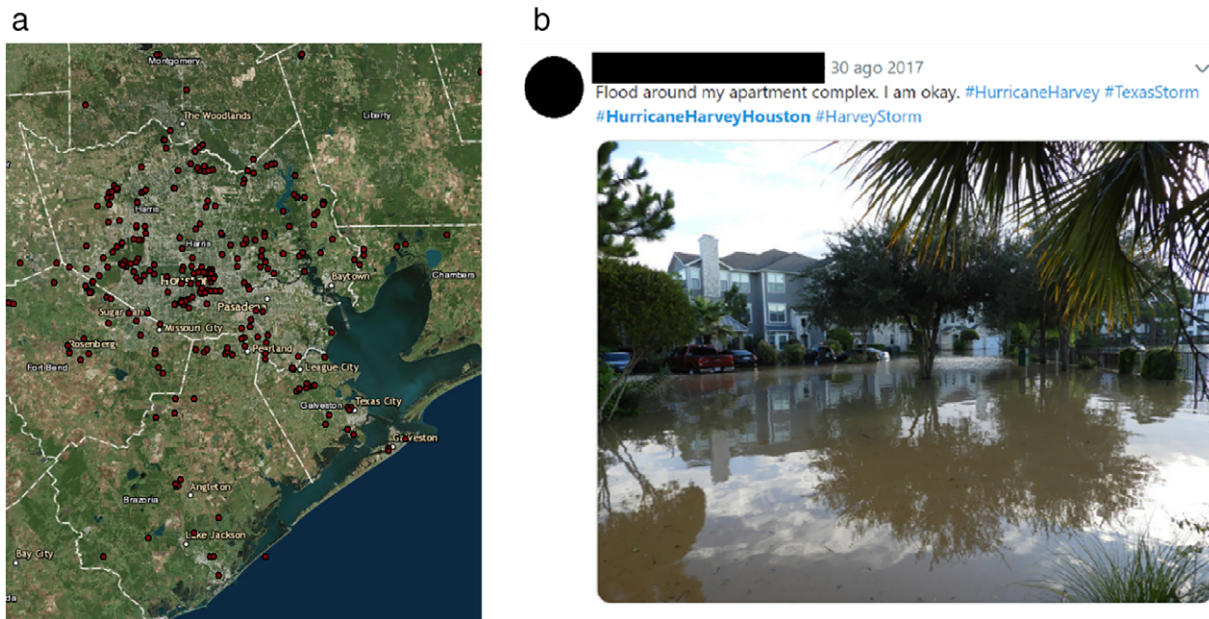 a
b
Montgomery
The Woodlands
Liberty
Harris
Harris
Baytown
Chambers
Pasadena
Missouri City
Rosenberg
Pearland
Fort Bend
League City
Galveston
Texas City
Galveston
Angleton
Brazoria
Lake Jackson
Bay City
30 ago 2017
Flood around my apartment complex. I am okay. #HurricaneHarvey #TexasStorm
#HurricaneHarveyHouston #HarveyStorm